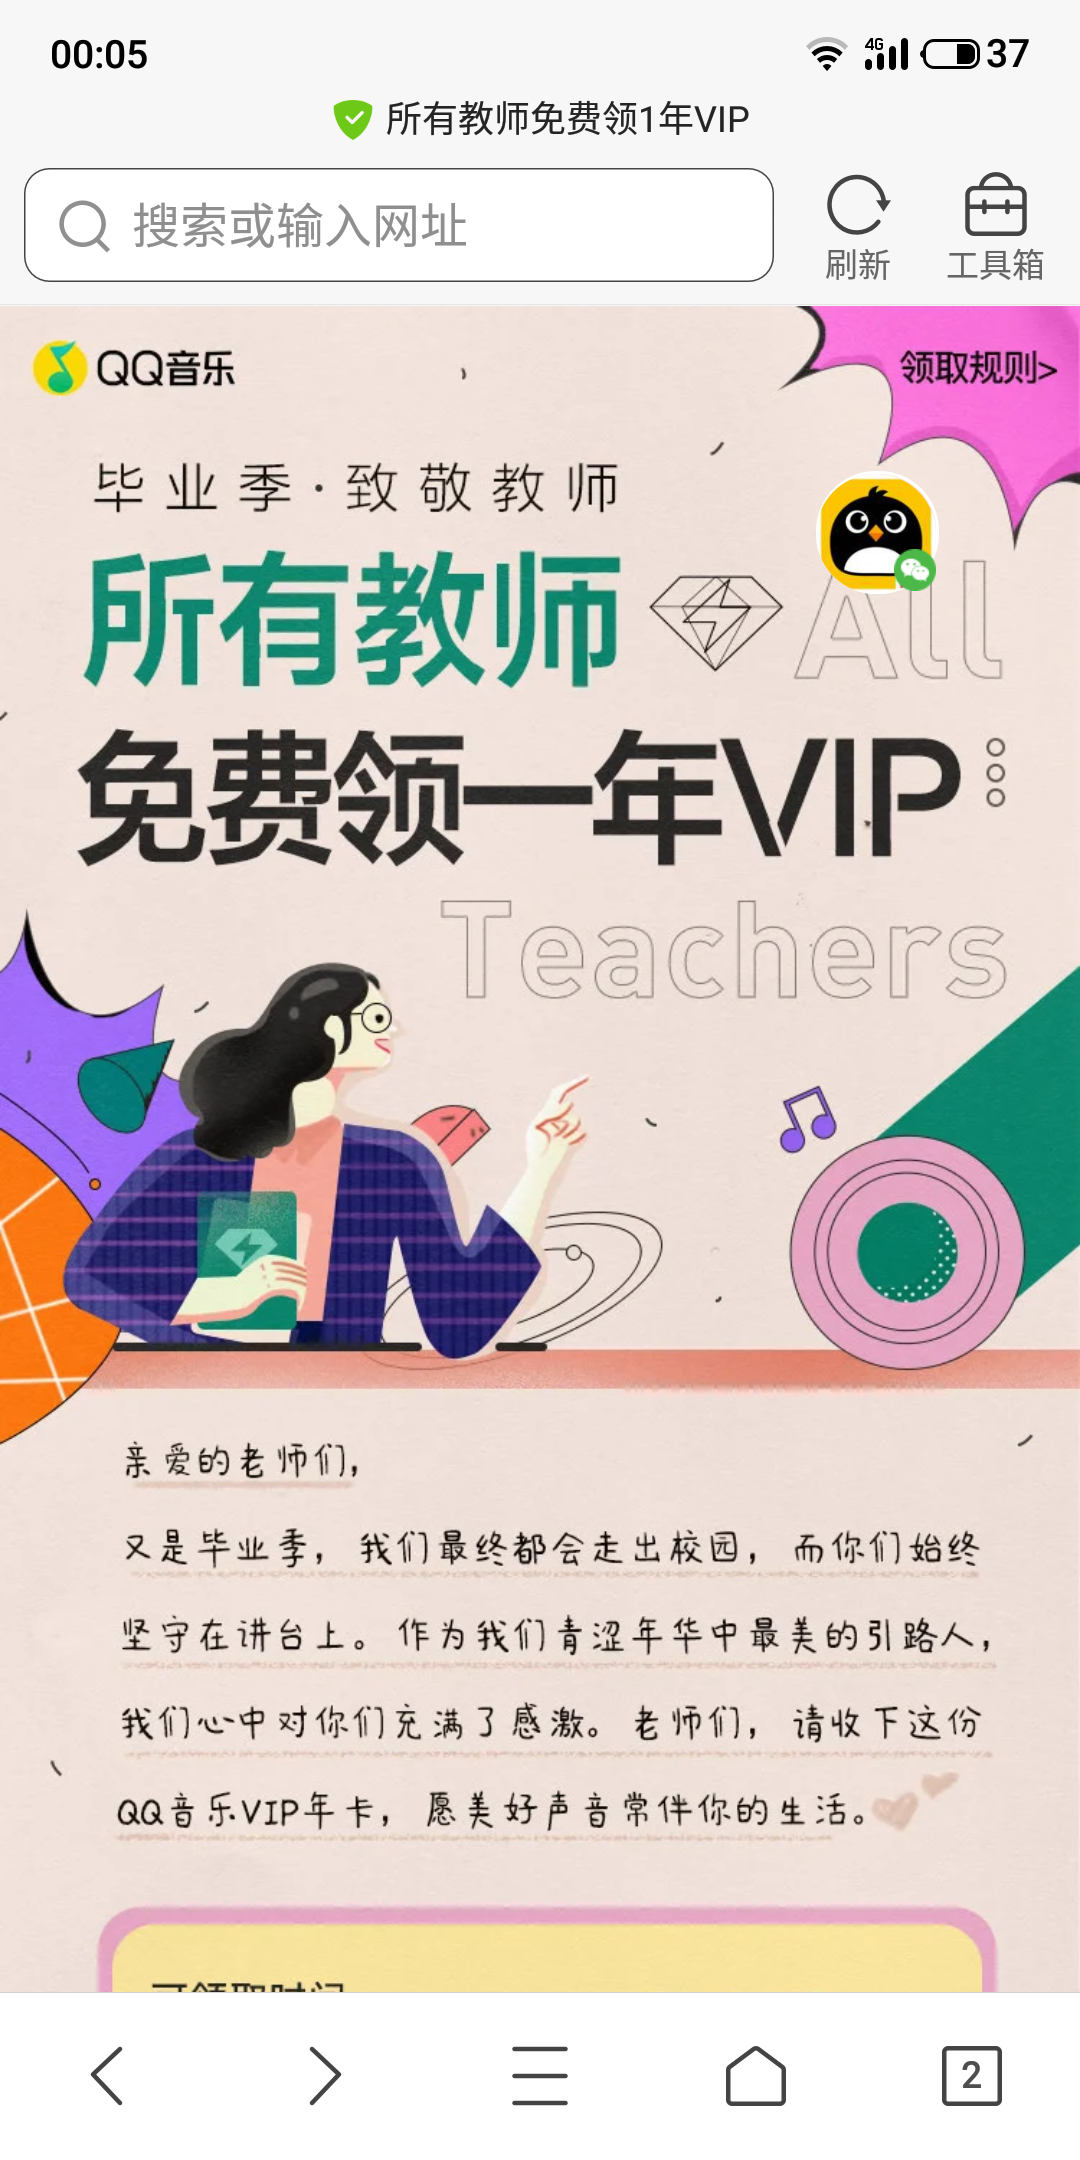 00:05
4G
37
所有教师免费领1年VIP
搜索或输入网址
刷新
工具箱
QQ音乐
领取规则>
毕业季·致敬教师
所有教师
All
免费领一年VIP
Teachers
亲爱的老师们,
又是毕业季，我们最终都会走出校园，而你们始终
坚守在讲台上。作为我们青涩年华中最美的引路人，
我们心中对你们充满了感激。老师们，请收下这份
QQ音乐VIP年卡，愿美好声音常伴你的生活。
可领取时间
2